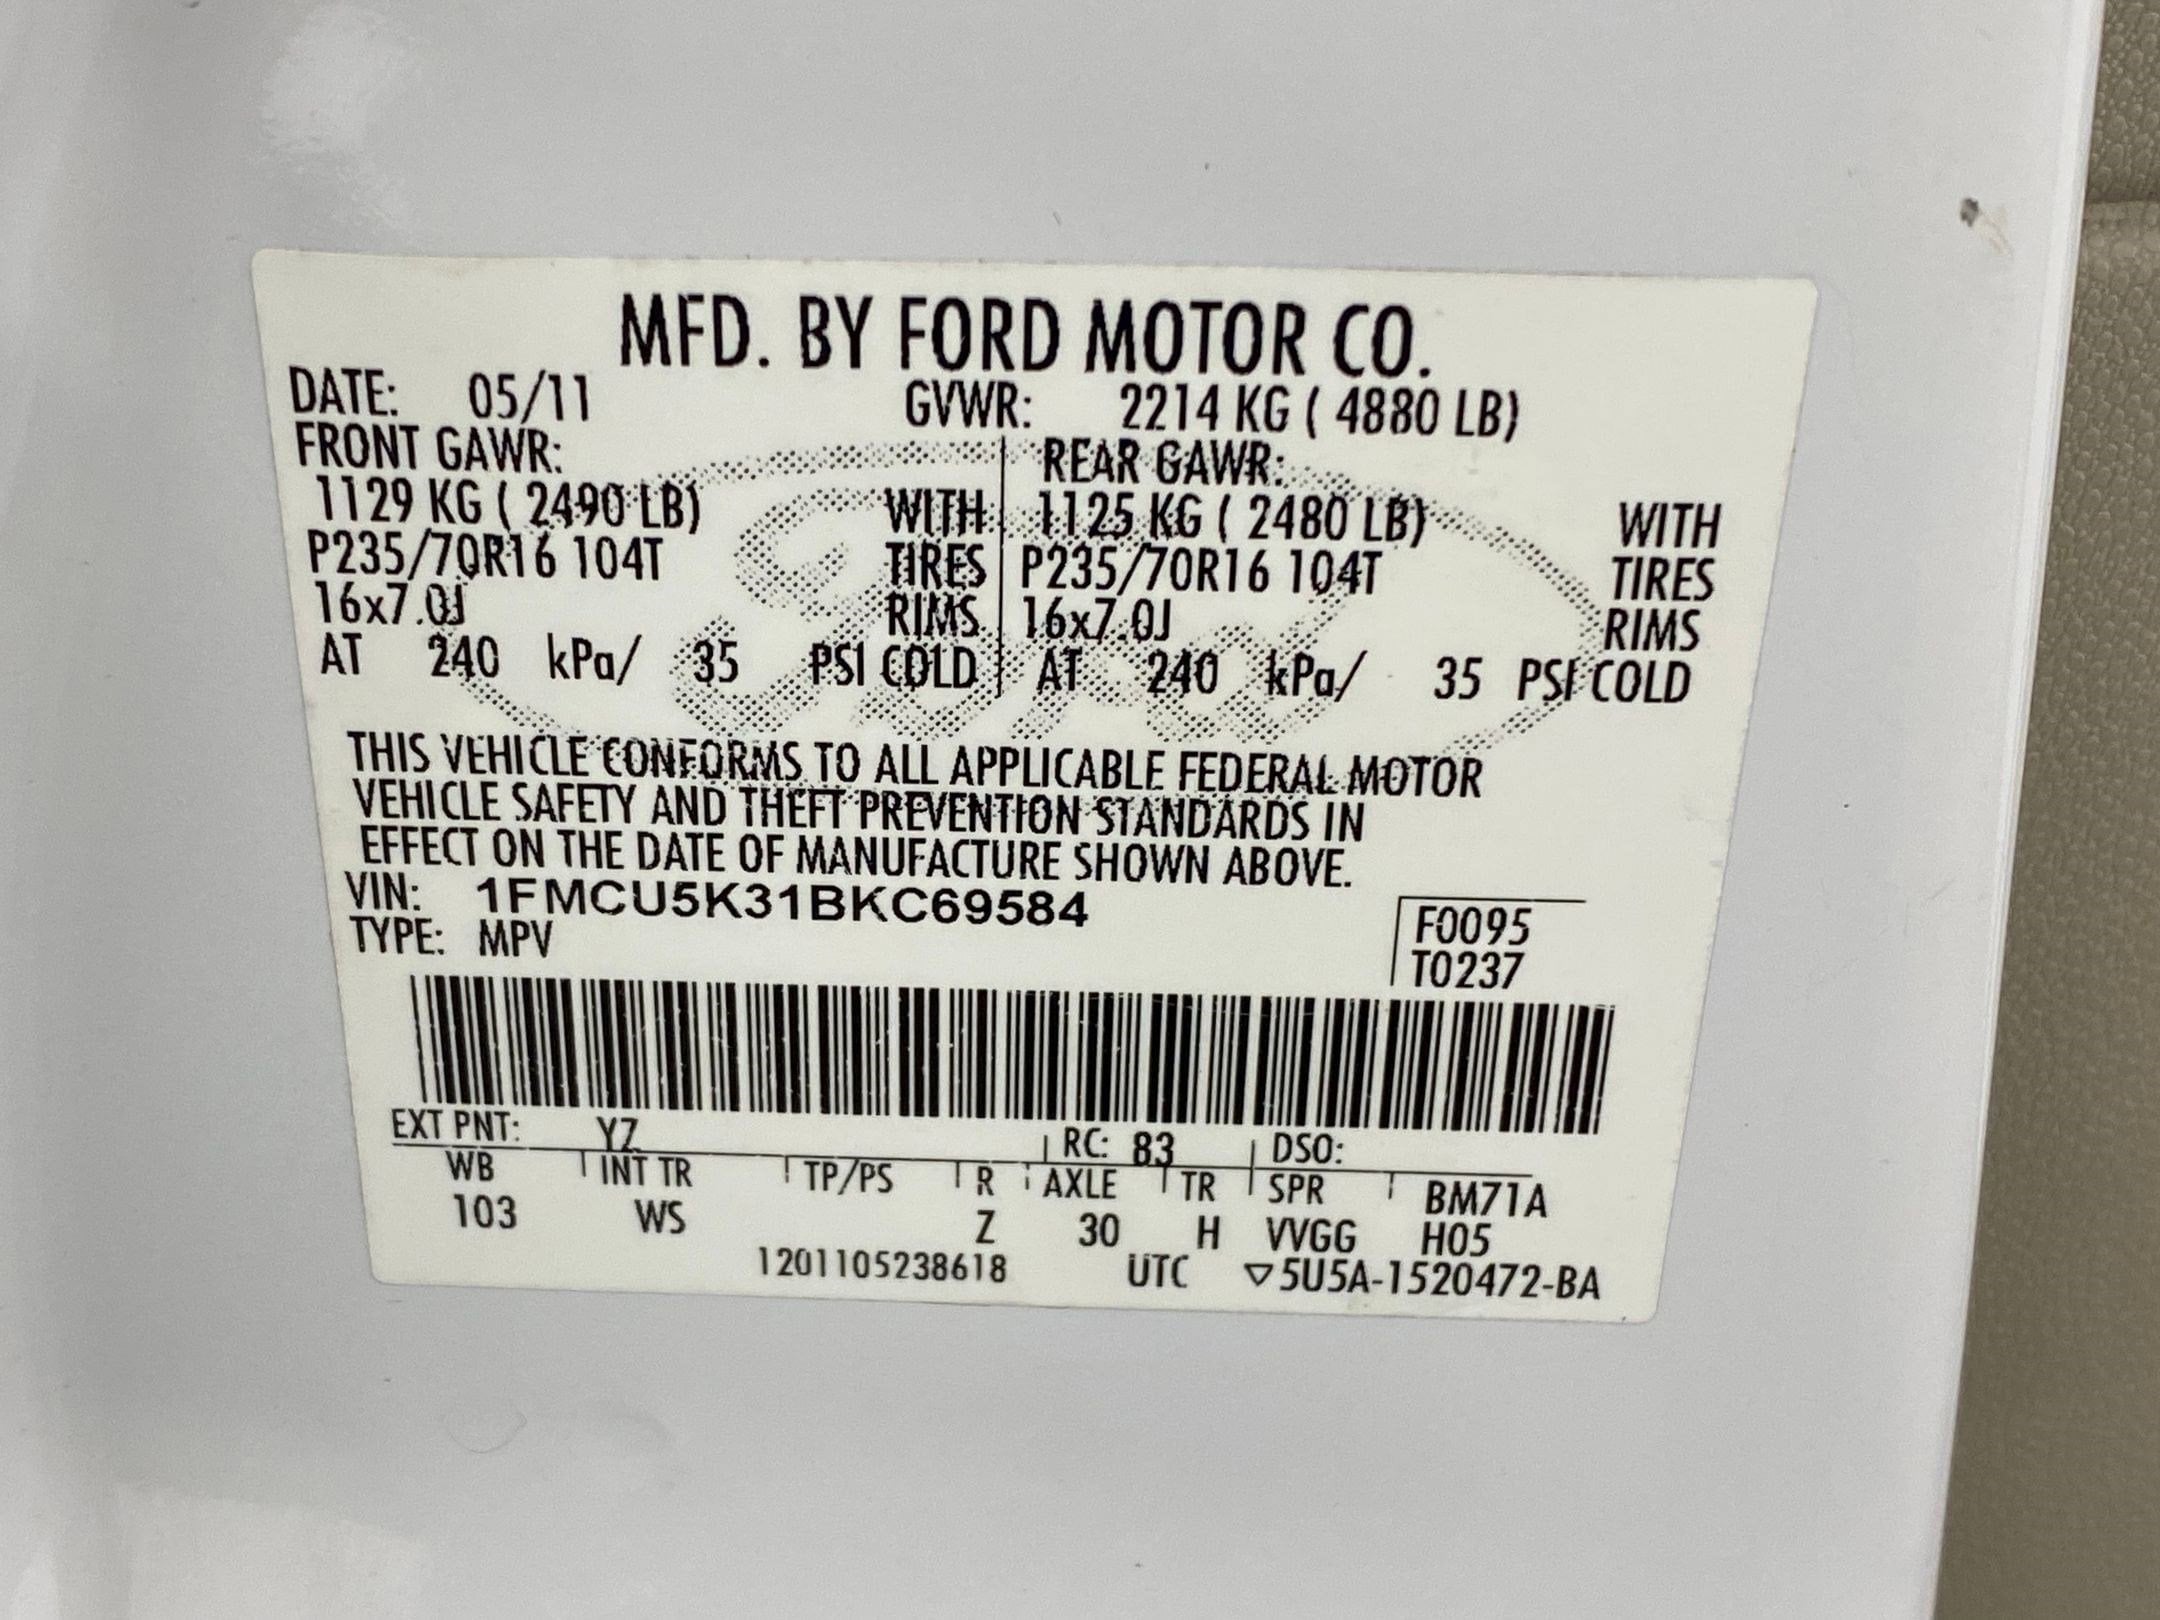 MFD. BY FORD MOTOR CO.
DATE: 05/11 GVWR: 2214 KG ( 4880 LB)
FRONT GAWR: REAR GAWR:
1129 KG ( 2490 LB) WITH 1125 KG ( 2480 LB) WITH
P235/70R16 104T TIRES P235/70R16 104T TIRES
16x7.0J RIMS 16x7.0J RIMS
AT 240 kPa/ 35 PSI COLD AT 240 kPa/ 35 PSI COLD
THIS VEHICLE CONFORMS TO ALL APPLICABLE FEDERAL MOTOR
VEHICLE SAFETY AND THEFT PREVENTION STANDARDS IN
EFFECT ON THE DATE OF MANUFACTURE SHOWN ABOVE.
VIN: 1FMCU5K31BKC69584
TYPE: MPV
F0095
T0237
EXT PNT: YZ RC: 83 DSO:
WB INT TR TP/PS R AXLE TR SPR BM71A
103 WS Z 30 H VVGG H05
1201105238618 UTC ▽5U5A-1520472-BA